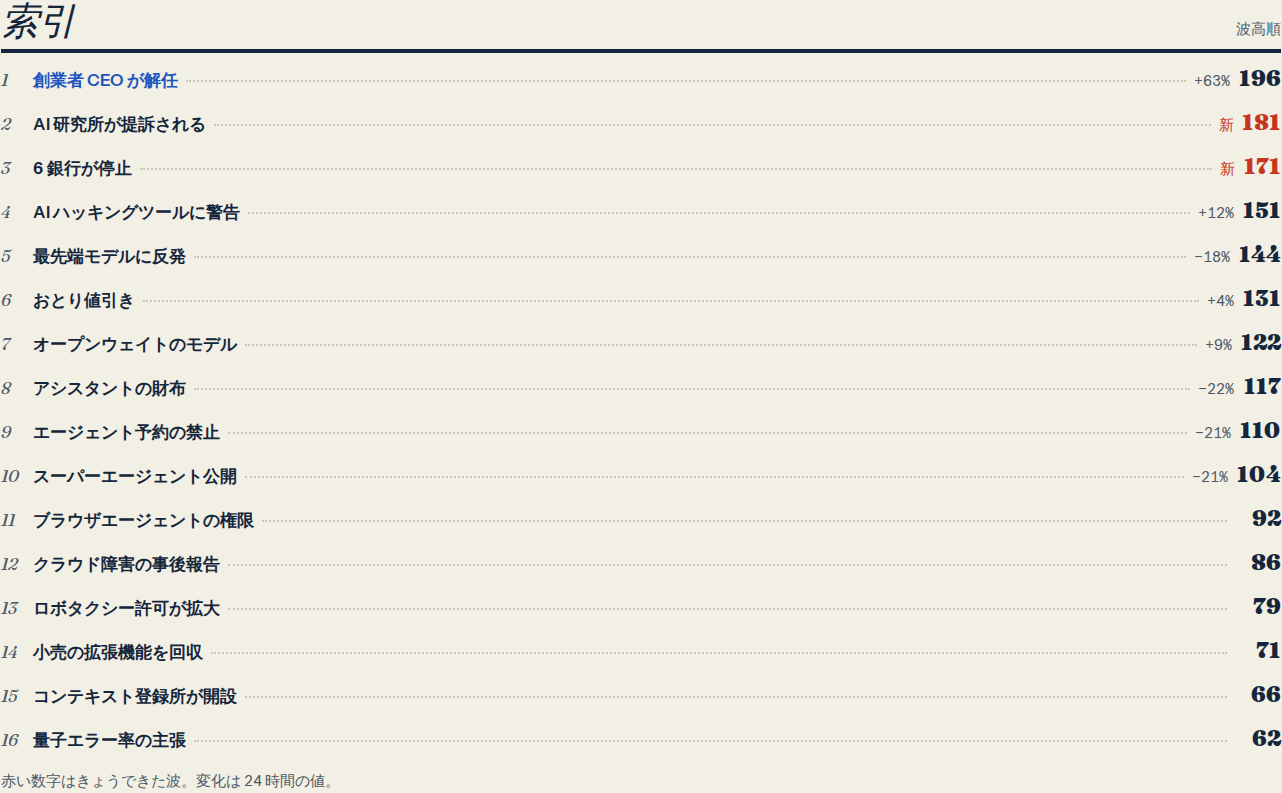 索引
波高順
1 創業者 CEO が解任 +63% 196
2 AI 研究所が提訴される 新 181
3 6 銀行が停止 新 171
4 AI ハッキングツールに警告 +12% 151
5 最先端モデルに反発 −18% 144
6 おとり値引き +4% 131
7 オープンウェイトのモデル +9% 122
8 アシスタントの財布 −22% 117
9 エージェント予約の禁止 −21% 110
10 スーパーエージェント公開 −21% 104
11 ブラウザエージェントの権限 92
12 クラウド障害の事後報告 86
13 ロボタクシー許可が拡大 79
14 小売の拡張機能を回収 71
15 コンテキスト登録所が開設 66
16 量子エラー率の主張 62
赤い数字はきょうできた波。変化は 24 時間の値。